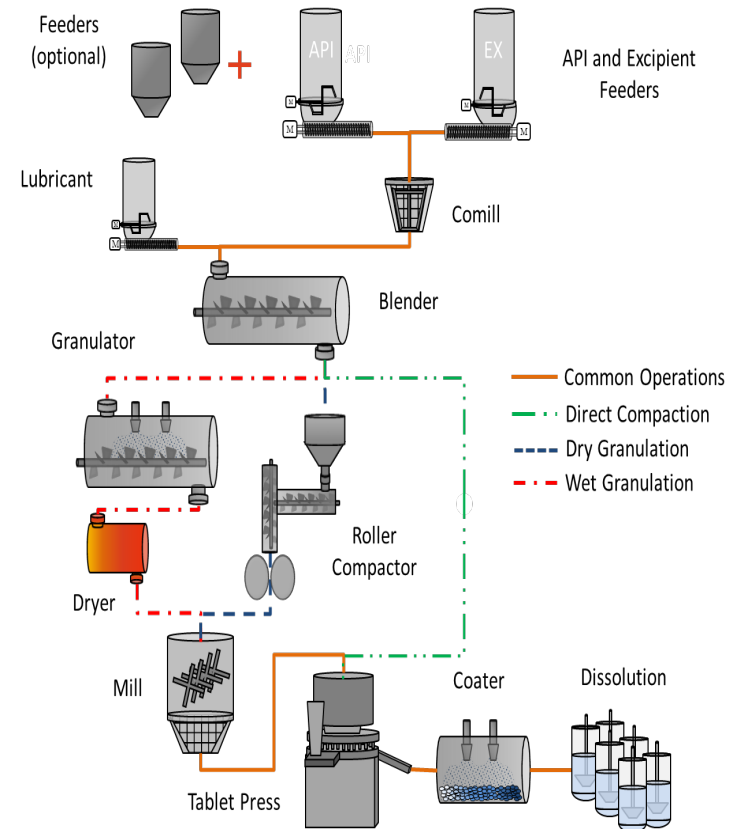 Feeders
(optional)
API
API
EX
API and Excipient
Feeders
M
M
M
M
Lubricant
Comill
M
M
Blender
Granulator
Common Operations
Direct Compaction
Dry Granulation
Wet Granulation
Roller
Compactor
Dryer
Mill
Coater
Dissolution
Tablet Press